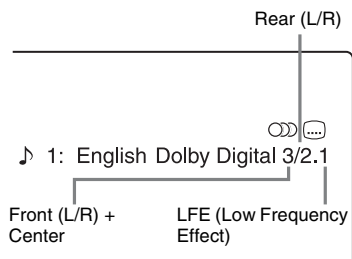 Rear (L/R)
♪ 1: English Dolby Digital 3/2.1
Front (L/R) +
Center
LFE (Low Frequency
Effect)